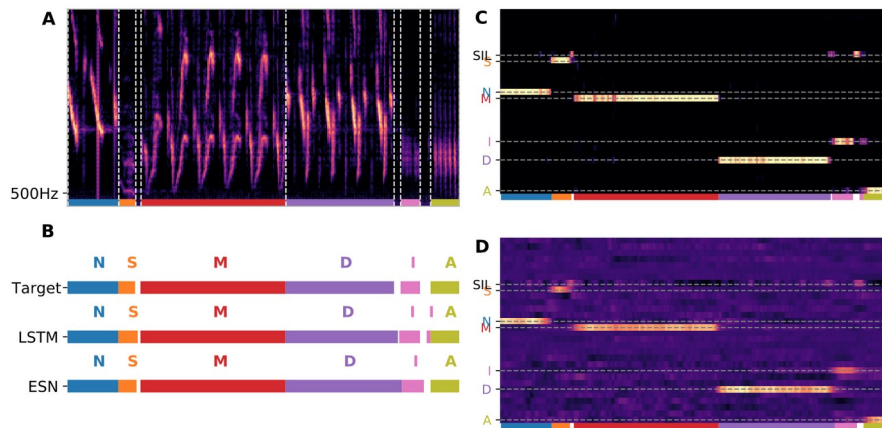 A
500Hz
B
N S M D I A
Target
N S M D I I A
LSTM
N S M D I A
ESN
C
SIL
S
N
M
I
D
A
D
SIL
S
N
M
I
D
A